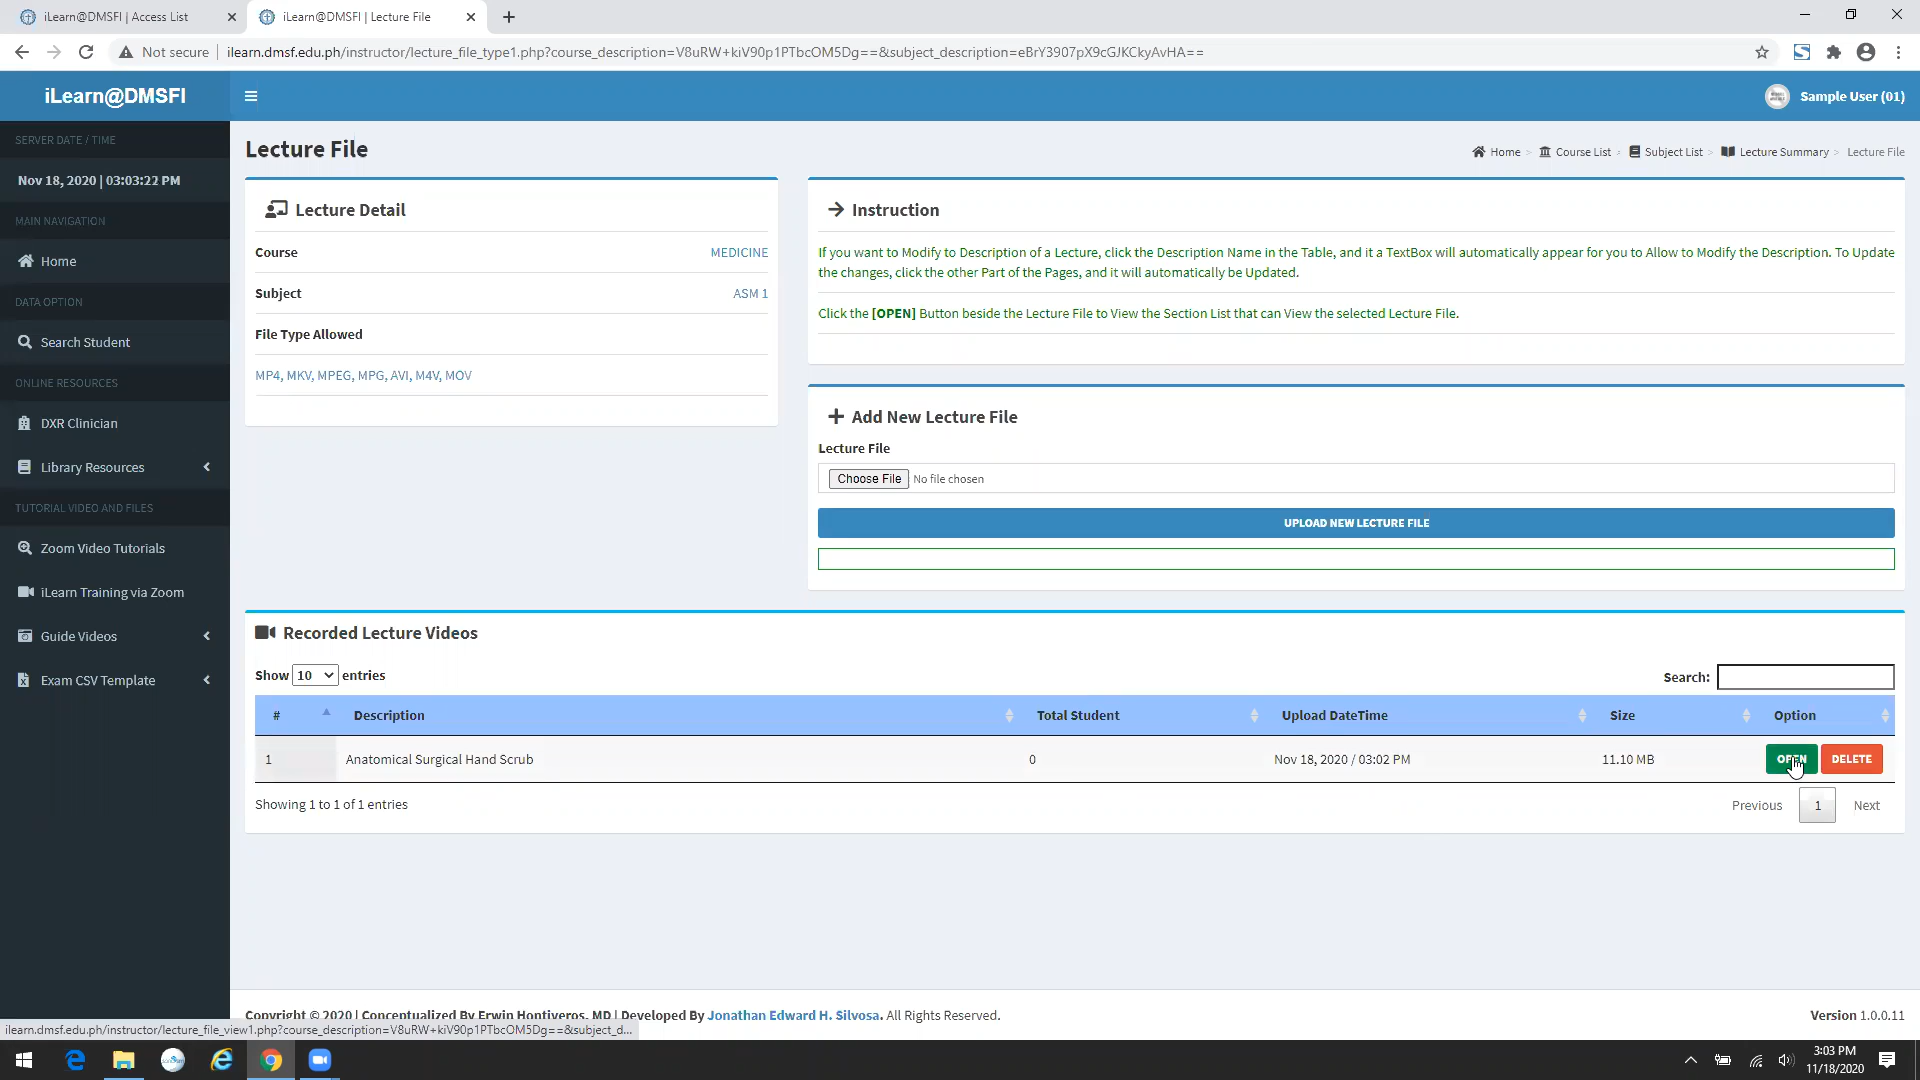 iLearn@DMSFI | Access List
iLearn@DMSFI | Lecture File
Not secure
ilearn.dmsf.edu.ph/instructor/lecture_file_type1.php?course_description=V8uRW+kiV90p1PTbcOM5Dg==&subject_description=eBrY3907pX9cGJKCkyAvHA==
iLearn@DMSFI
Sample User (01)
SERVER DATE / TIME
Nov 18, 2020 | 03:03:22 PM
MAIN NAVIGATION
Home
DATA OPTION
Search Student
ONLINE RESOURCES
DXR Clinician
Library Resources
TUTORIAL VIDEO AND FILES
Zoom Video Tutorials
iLearn Training via Zoom
Guide Videos
Exam CSV Template
Lecture File
Home > Course List > Subject List > Lecture Summary > Lecture File
Lecture Detail
Course MEDICINE
Subject ASM 1
File Type Allowed
MP4, MKV, MPEG, MPG, AVI, M4V, MOV
Instruction
If you want to Modify to Description of a Lecture, click the Description Name in the Table, and it a TextBox will automatically appear for you to Allow to Modify the Description. To Update
the changes, click the other Part of the Pages, and it will automatically be Updated.
Click the [OPEN] Button beside the Lecture File to View the Section List that can View the selected Lecture File.
Add New Lecture File
Lecture File
Choose File No file chosen
UPLOAD NEW LECTURE FILE
Recorded Lecture Videos
Show 10 entries
Search:
# Description Total Student Upload DateTime Size Option
1 Anatomical Surgical Hand Scrub 0 Nov 18, 2020 / 03:02 PM 11.10 MB OPEN DELETE
Showing 1 to 1 of 1 entries
Previous 1 Next
Copyright © 2020 | Conceptualized By Erwin Hontiveros, MD | Developed By Jonathan Edward H. Silvosa. All Rights Reserved.
Version 1.0.0.11
ilearn.dmsf.edu.ph/instructor/lecture_file_view1.php?course_description=V8uRW+kiV90p1PTbcOM5Dg==&subject_d...
3:03 PM
11/18/2020